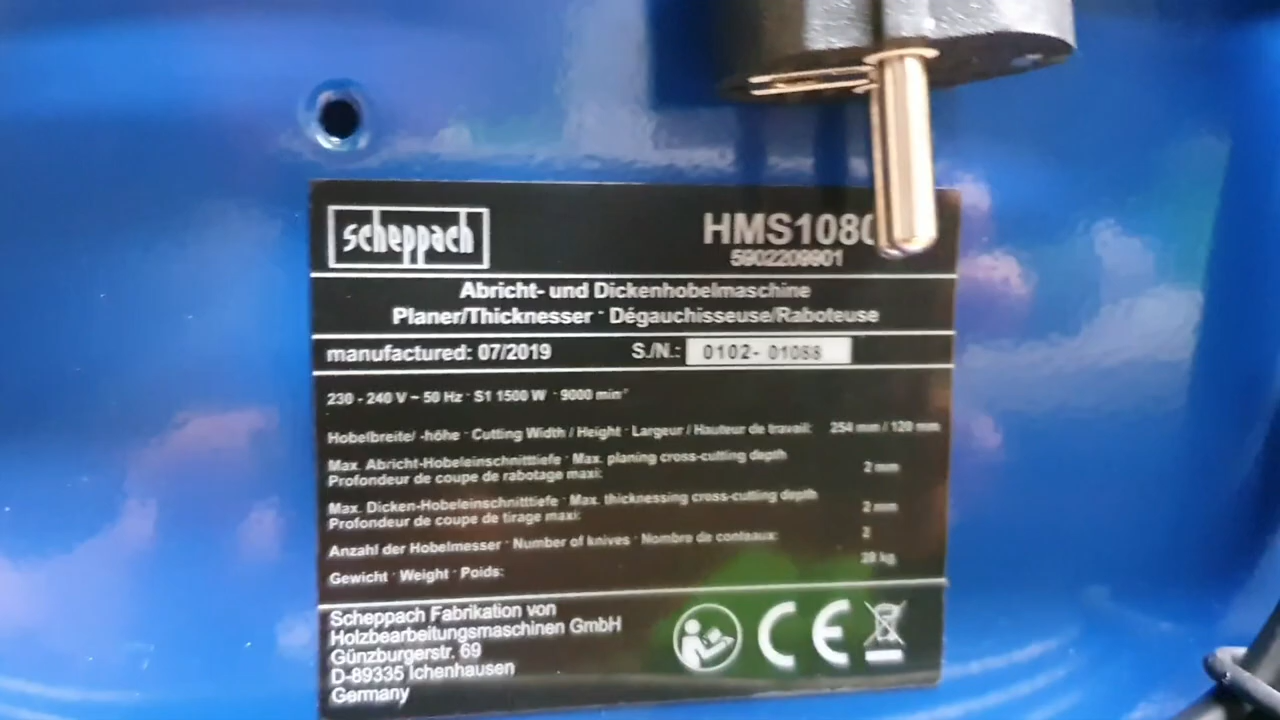 scheppach
HMS1080
5902209901
Abricht- und Dickenhobelmaschine
Planer/Thicknesser · Dégauchisseuse/Raboteuse
manufactured: 07/2019 S./N.: 0102- 01088
230 - 240 V ~ 50 Hz · S1 1500 W · 9000 min⁻¹
Hobelbreite/ -höhe · Cutting Width / Height · Largeur / Hauteur de travail: 254 mm / 120 mm
Max. Abricht-Hobeleinschnitttiefe · Max. planing cross-cutting depth
Profondeur de coupe de rabotage maxi: 2 mm
Max. Dicken-Hobeleinschnitttiefe · Max. thicknessing cross-cutting depth
Profondeur de coupe de tirage maxi: 2 mm
Anzahl der Hobelmesser · Number of knives · Nombre de conteaux: 2
Gewicht · Weight · Poids: 28 kg
Scheppach Fabrikation von
Holzbearbeitungsmaschinen GmbH
Günzburgerstr. 69
D-89335 Ichenhausen
Germany
CE